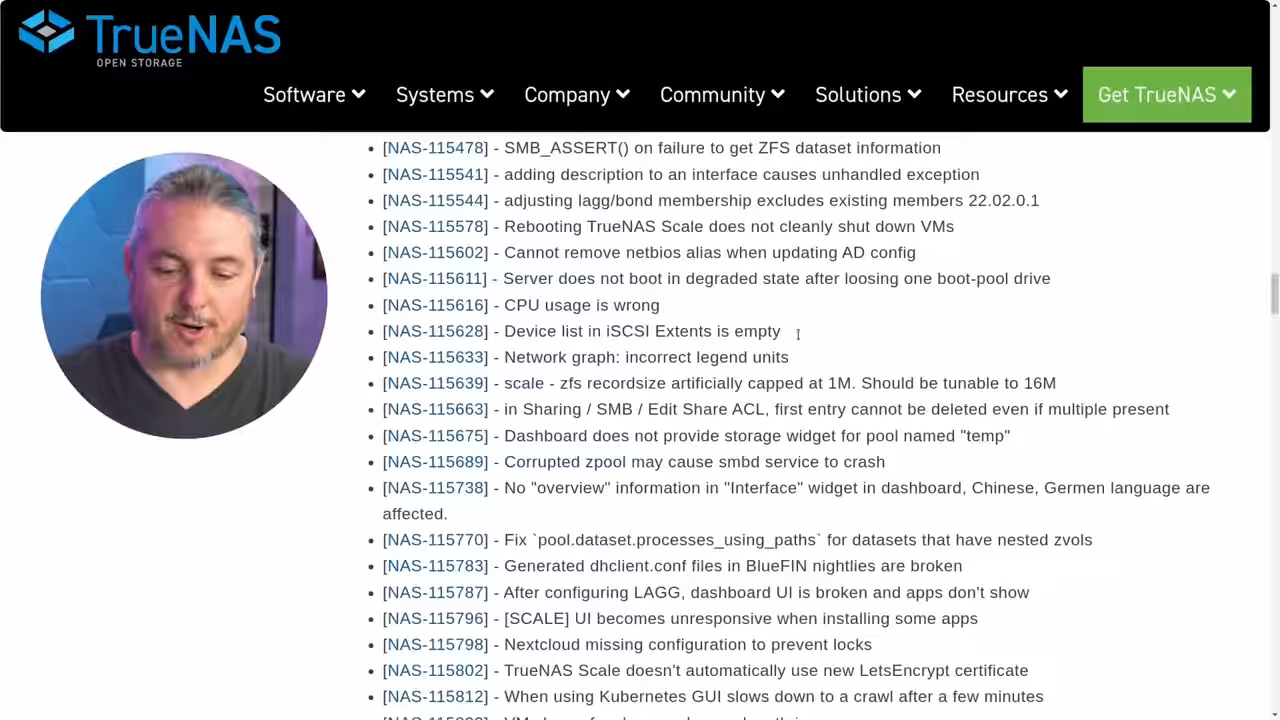 TrueNAS
OPEN STORAGE
Software Systems Company Community Solutions Resources Get TrueNAS
[NAS-115478] - SMB_ASSERT() on failure to get ZFS dataset information
[NAS-115541] - adding description to an interface causes unhandled exception
[NAS-115544] - adjusting lagg/bond membership excludes existing members 22.02.0.1
[NAS-115578] - Rebooting TrueNAS Scale does not cleanly shut down VMs
[NAS-115602] - Cannot remove netbios alias when updating AD config
[NAS-115611] - Server does not boot in degraded state after loosing one boot-pool drive
[NAS-115616] - CPU usage is wrong
[NAS-115628] - Device list in iSCSI Extents is empty
[NAS-115633] - Network graph: incorrect legend units
[NAS-115639] - scale - zfs recordsize artificially capped at 1M. Should be tunable to 16M
[NAS-115663] - in Sharing / SMB / Edit Share ACL, first entry cannot be deleted even if multiple present
[NAS-115675] - Dashboard does not provide storage widget for pool named "temp"
[NAS-115689] - Corrupted zpool may cause smbd service to crash
[NAS-115738] - No "overview" information in "Interface" widget in dashboard, Chinese, Germen language are
affected.
[NAS-115770] - Fix `pool.dataset.processes_using_paths` for datasets that have nested zvols
[NAS-115783] - Generated dhclient.conf files in BlueFIN nightlies are broken
[NAS-115787] - After configuring LAGG, dashboard UI is broken and apps don't show
[NAS-115796] - [SCALE] UI becomes unresponsive when installing some apps
[NAS-115798] - Nextcloud missing configuration to prevent locks
[NAS-115802] - TrueNAS Scale doesn't automatically use new LetsEncrypt certificate
[NAS-115812] - When using Kubernetes GUI slows down to a crawl after a few minutes